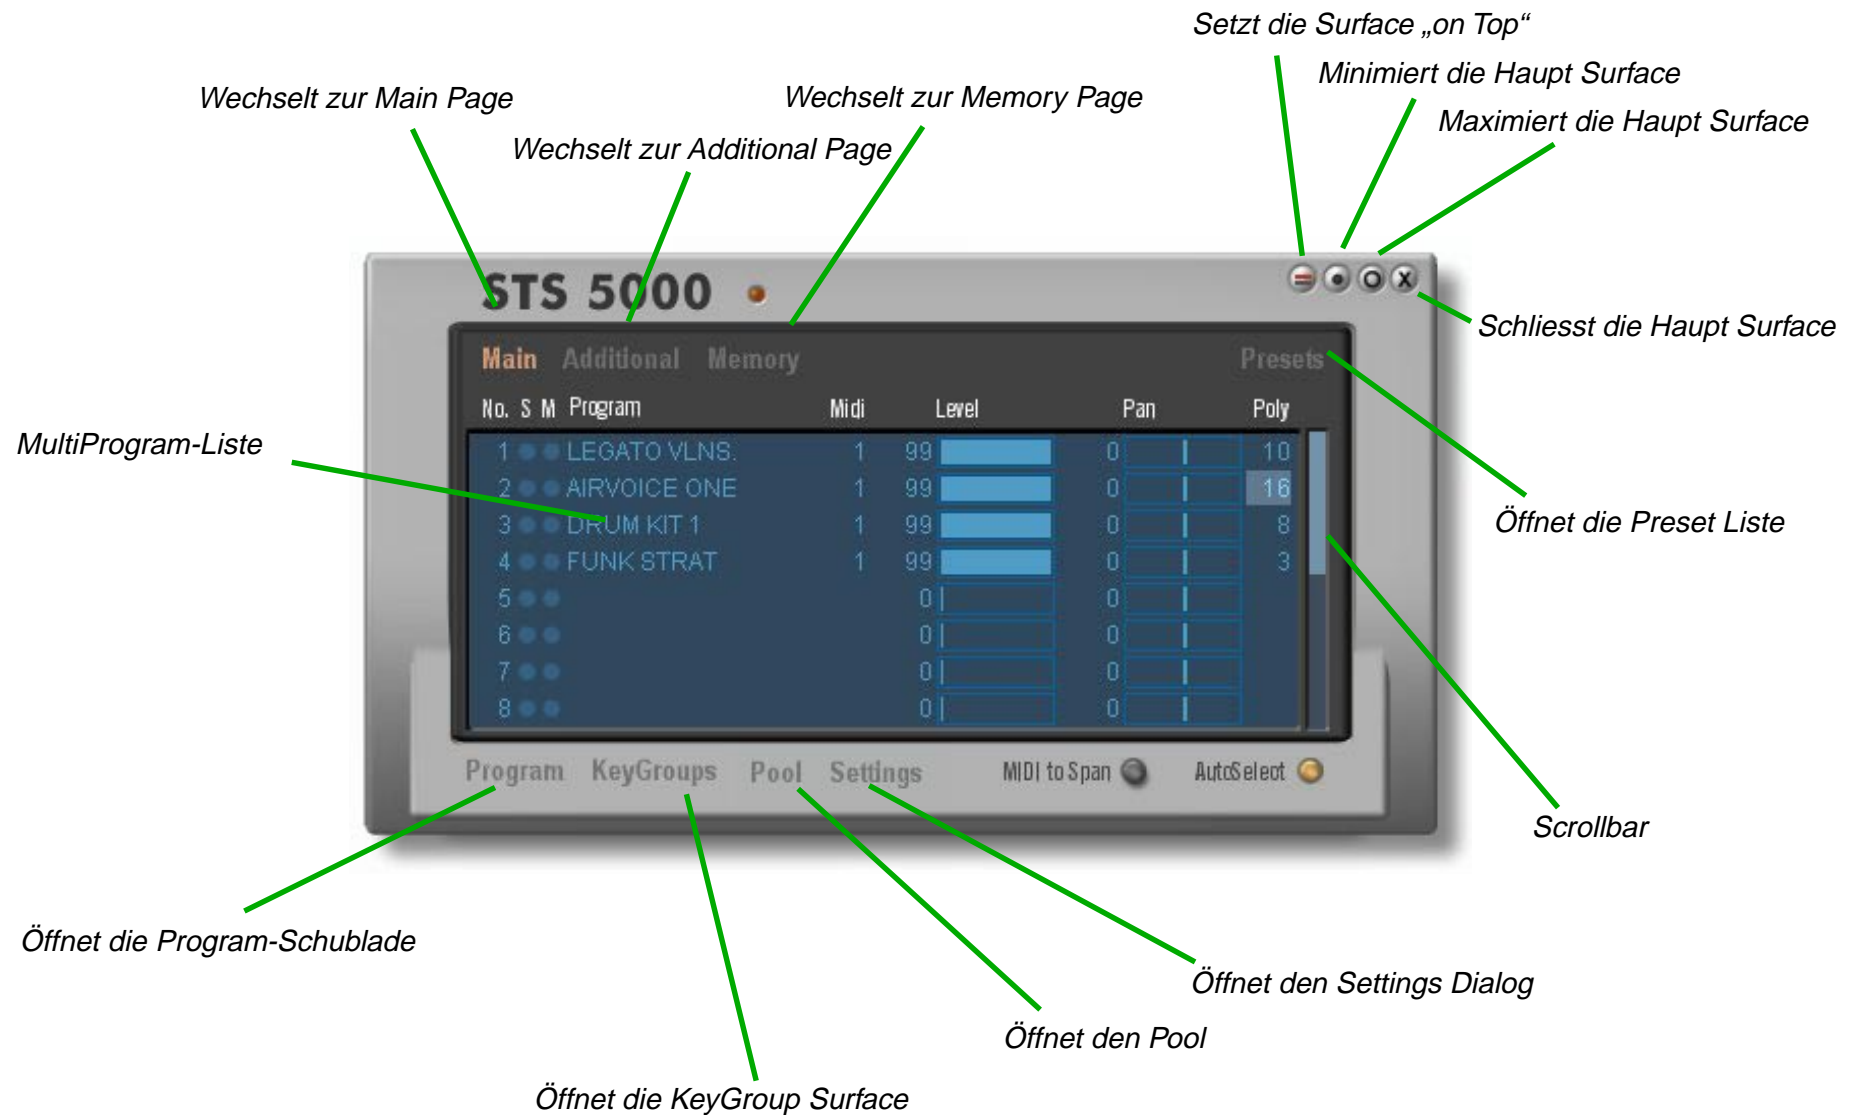 Setzt die Surface „on Top“
Minimiert die Haupt Surface
Wechselt zur Main Page
Wechselt zur Memory Page
Maximiert die Haupt Surface
Wechselt zur Additional Page
STS 5000
X
Schliesst die Haupt Surface
Main Additional Memory Presets
No. S M Program Midi Level Pan Poly
MultiProgram-Liste
1 LEGATO VLNS. 1 99 0 10
2 AIRVOICE ONE 1 99 0 16
3 DRUM KIT 1 1 99 0 8
Öffnet die Preset Liste
4 FUNK STRAT 1 99 0 3
5 0 0
6 0 0
7 0 0
8 0 0
Program KeyGroups Pool Settings MIDI to Span AutoSelect
Scrollbar
Öffnet die Program-Schublade
Öffnet den Settings Dialog
Öffnet den Pool
Öffnet die KeyGroup Surface